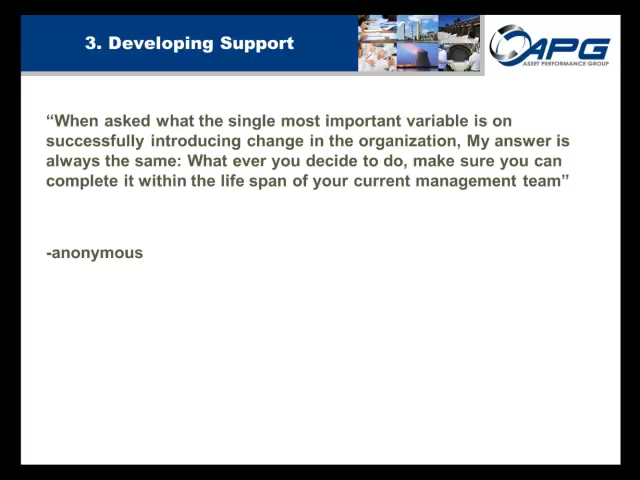 3. Developing Support
APG
ASSET PERFORMANCE GROUP
“When asked what the single most important variable is on
successfully introducing change in the organization, My answer is
always the same: What ever you decide to do, make sure you can
complete it within the life span of your current management team”
-anonymous